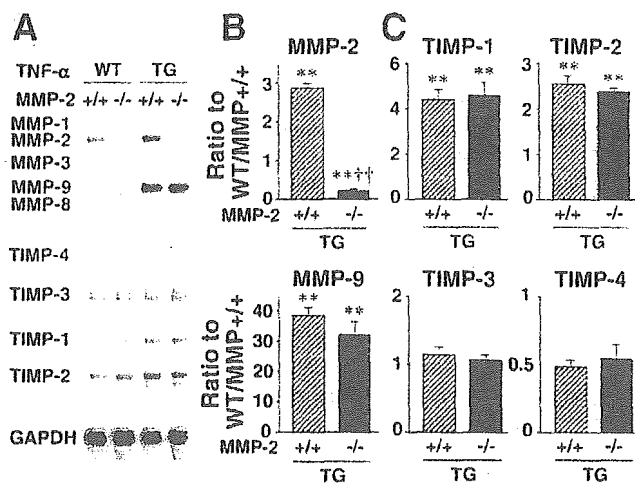 A
TNF-α WT TG
MMP-2 +/+ -/- +/+ -/-
MMP-1
MMP-2
MMP-3
MMP-9
MMP-8
TIMP-4
TIMP-3
TIMP-1
TIMP-2
GAPDH
B
MMP-2
Ratio to
WT/MMP+/+
3
2
1
0
**
**††
MMP-2 +/+ -/-
TG
MMP-9
Ratio to
WT/MMP+/+
40
30
20
10
0
**
**
MMP-2 +/+ -/-
TG
C
TIMP-1
6
4
2
0
**
**
+/+ -/-
TG
TIMP-2
3
2
1
0
**
**
+/+ -/-
TG
TIMP-3
2
1
0
+/+ -/-
TG
TIMP-4
1
0.5
0
+/+ -/-
TG